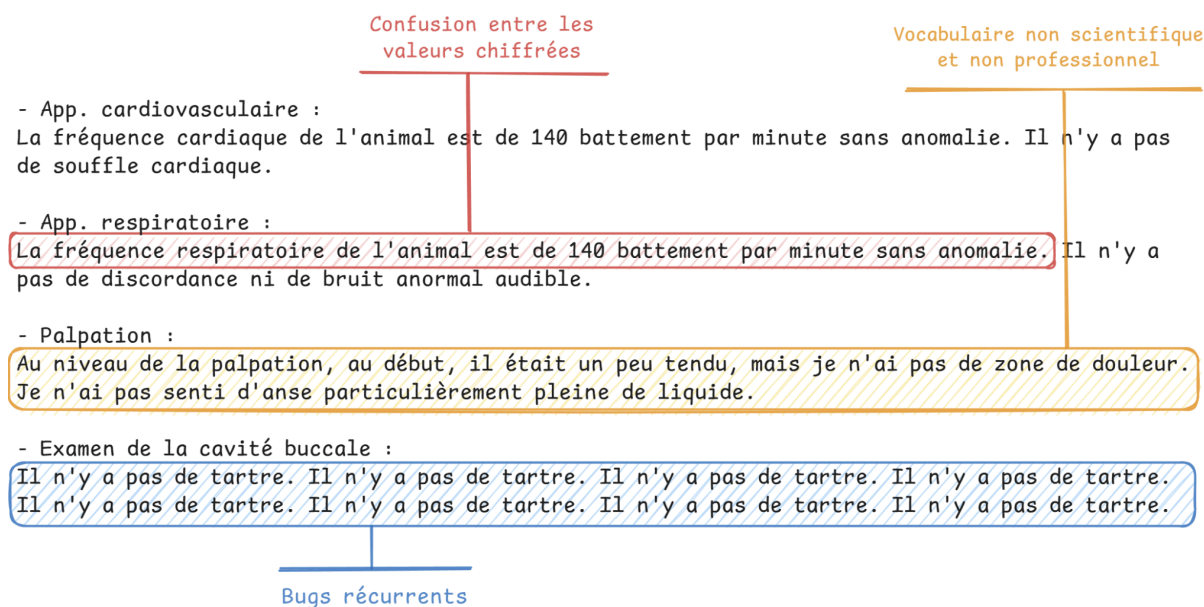 Confusion entre les
valeurs chiffrées
Vocabulaire non scientifique
et non professionnel
- App. cardiovasculaire :
La fréquence cardiaque de l'animal est de 140 battement par minute sans anomalie. Il n'y a pas
de souffle cardiaque.
- App. respiratoire :
La fréquence respiratoire de l'animal est de 140 battement par minute sans anomalie. Il n'y a
pas de discordance ni de bruit anormal audible.
- Palpation :
Au niveau de la palpation, au début, il était un peu tendu, mais je n'ai pas de zone de douleur.
Je n'ai pas senti d'anse particulièrement pleine de liquide.
- Examen de la cavité buccale :
Il n'y a pas de tartre. Il n'y a pas de tartre. Il n'y a pas de tartre. Il n'y a pas de tartre.
Il n'y a pas de tartre. Il n'y a pas de tartre. Il n'y a pas de tartre. Il n'y a pas de tartre.
Bugs récurrents